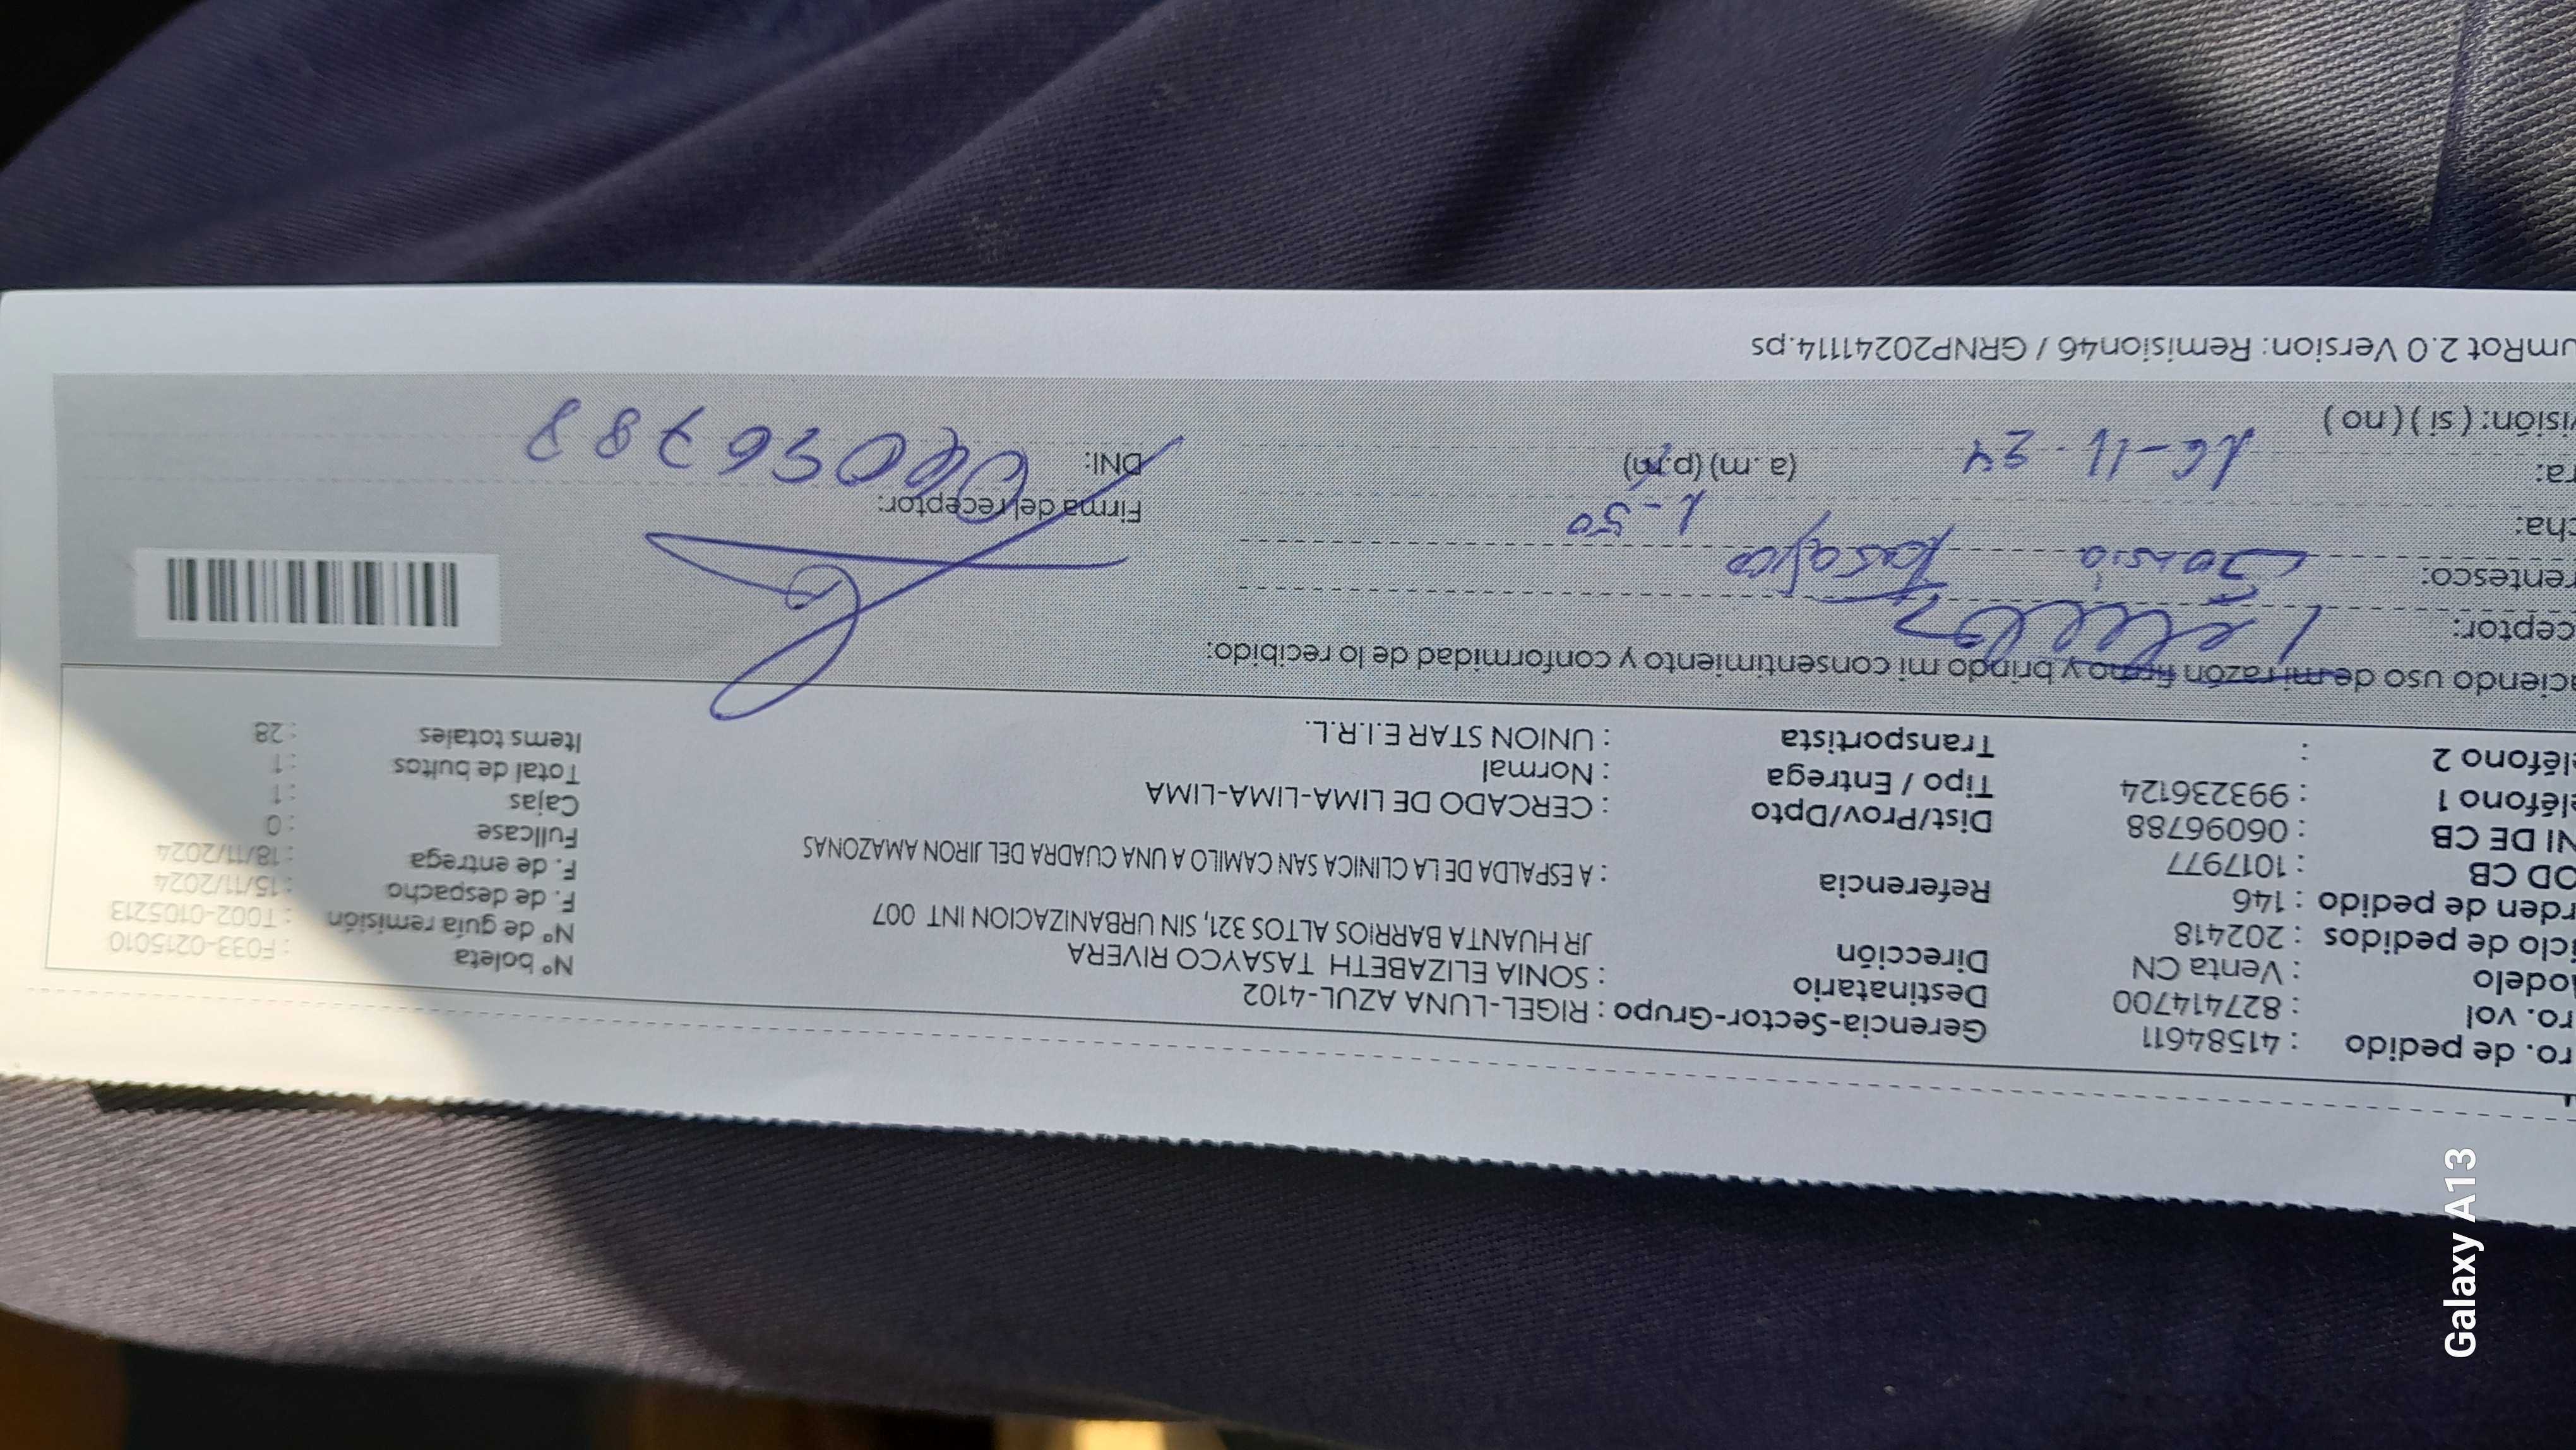 ro. de pedido : 41584611
ro. vol : 827414700
odelo : Venta CN
iclo de pedidos : 202418
rden de pedido : 146
OD CB : 1017977
NI DE CB : 06096788
eléfono 1 : 993236124
eléfono 2 :
Gerencia-Sector-Grupo : RIGEL-LUNA AZUL-4102
Destinatario : SONIA ELIZABETH TASAYCO RIVERA
Dirección JR HUANTA BARRIOS ALTOS 321, SIN URBANIZACION INT 007
Referencia : A ESPALDA DE LA CLINICA SAN CAMILO A UNA CUADRA DEL JIRON AMAZONAS
Dist/Prov/Dpto : CERCADO DE LIMA-LIMA-LIMA
Tipo / Entrega : Normal
Transportista : UNION STAR E.I.R.L.
N° boleta : F033-0215010
N° de guía remisión : T002-0105213
F. de despacho : 15/11/2024
F. de entrega : 18/11/2024
Fullcase : 0
Cajas : 1
Total de bultos : 1
Items totales : 28
aciendo uso de mi razón firmo y brindo mi consentimiento y conformidad de lo recibido:
ceptor:
rentesco: Sonia Tasayco
cha: 1-50
ra: 16-11-24 (a.m) (p.m)
visión: ( si ) ( no )
Firma del receptor:
DNI: 06096788
umRot 2.0 Version: Remision46 / GRNP20241114.ps
Galaxy A13